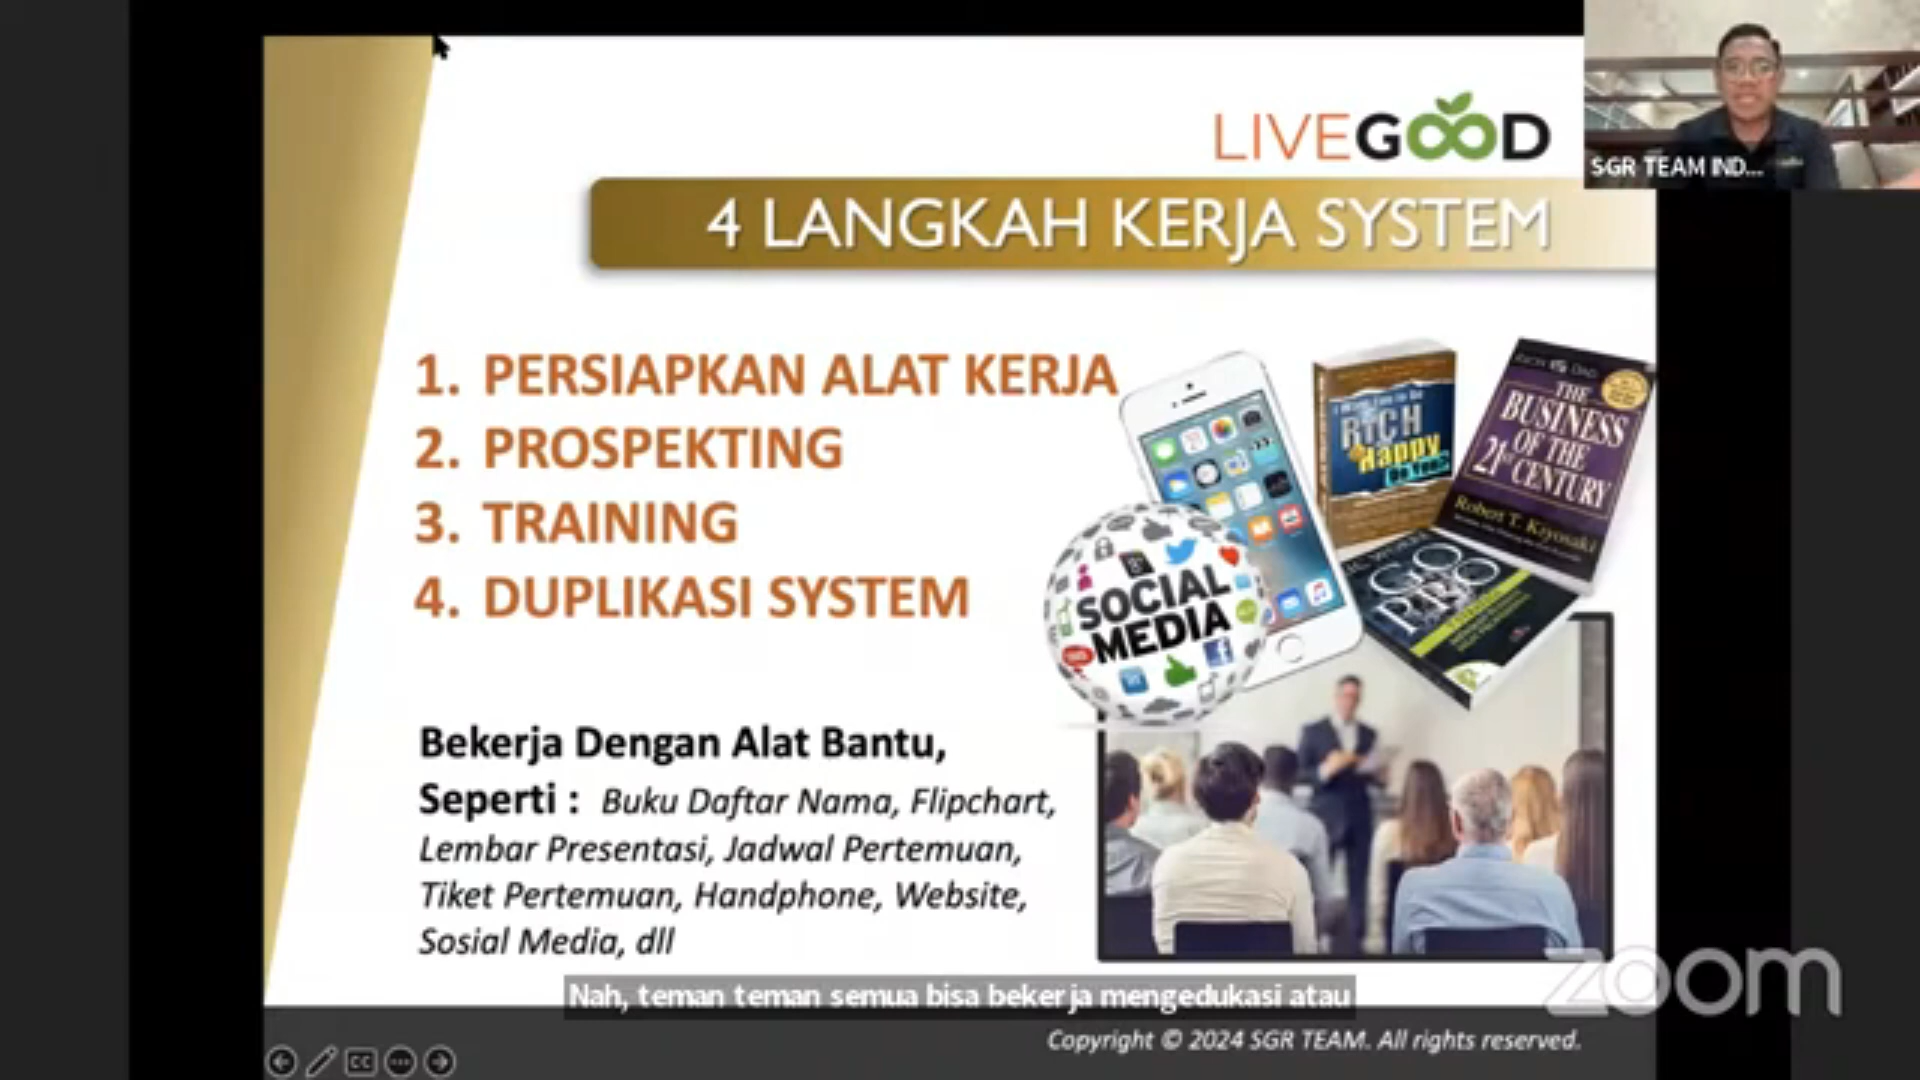 LIVEGOOD
SGR TEAM IND...
4 LANGKAH KERJA SYSTEM
1. PERSIAPKAN ALAT KERJA
2. PROSPEKTING
3. TRAINING
4. DUPLIKASI SYSTEM
RICH
Happy
THE
BUSINESS
OF THE
21st CENTURY
Robert T. Kiyosaki
GO
PRO
SOCIAL
MEDIA
Bekerja Dengan Alat Bantu,
Seperti : Buku Daftar Nama, Flipchart,
Lembar Presentasi, Jadwal Pertemuan,
Tiket Pertemuan, Handphone, Website,
Sosial Media, dll
Nah, teman teman semua bisa bekerja mengedukasi atau
zoom
Copyright © 2024 SGR TEAM. All rights reserved.
CC